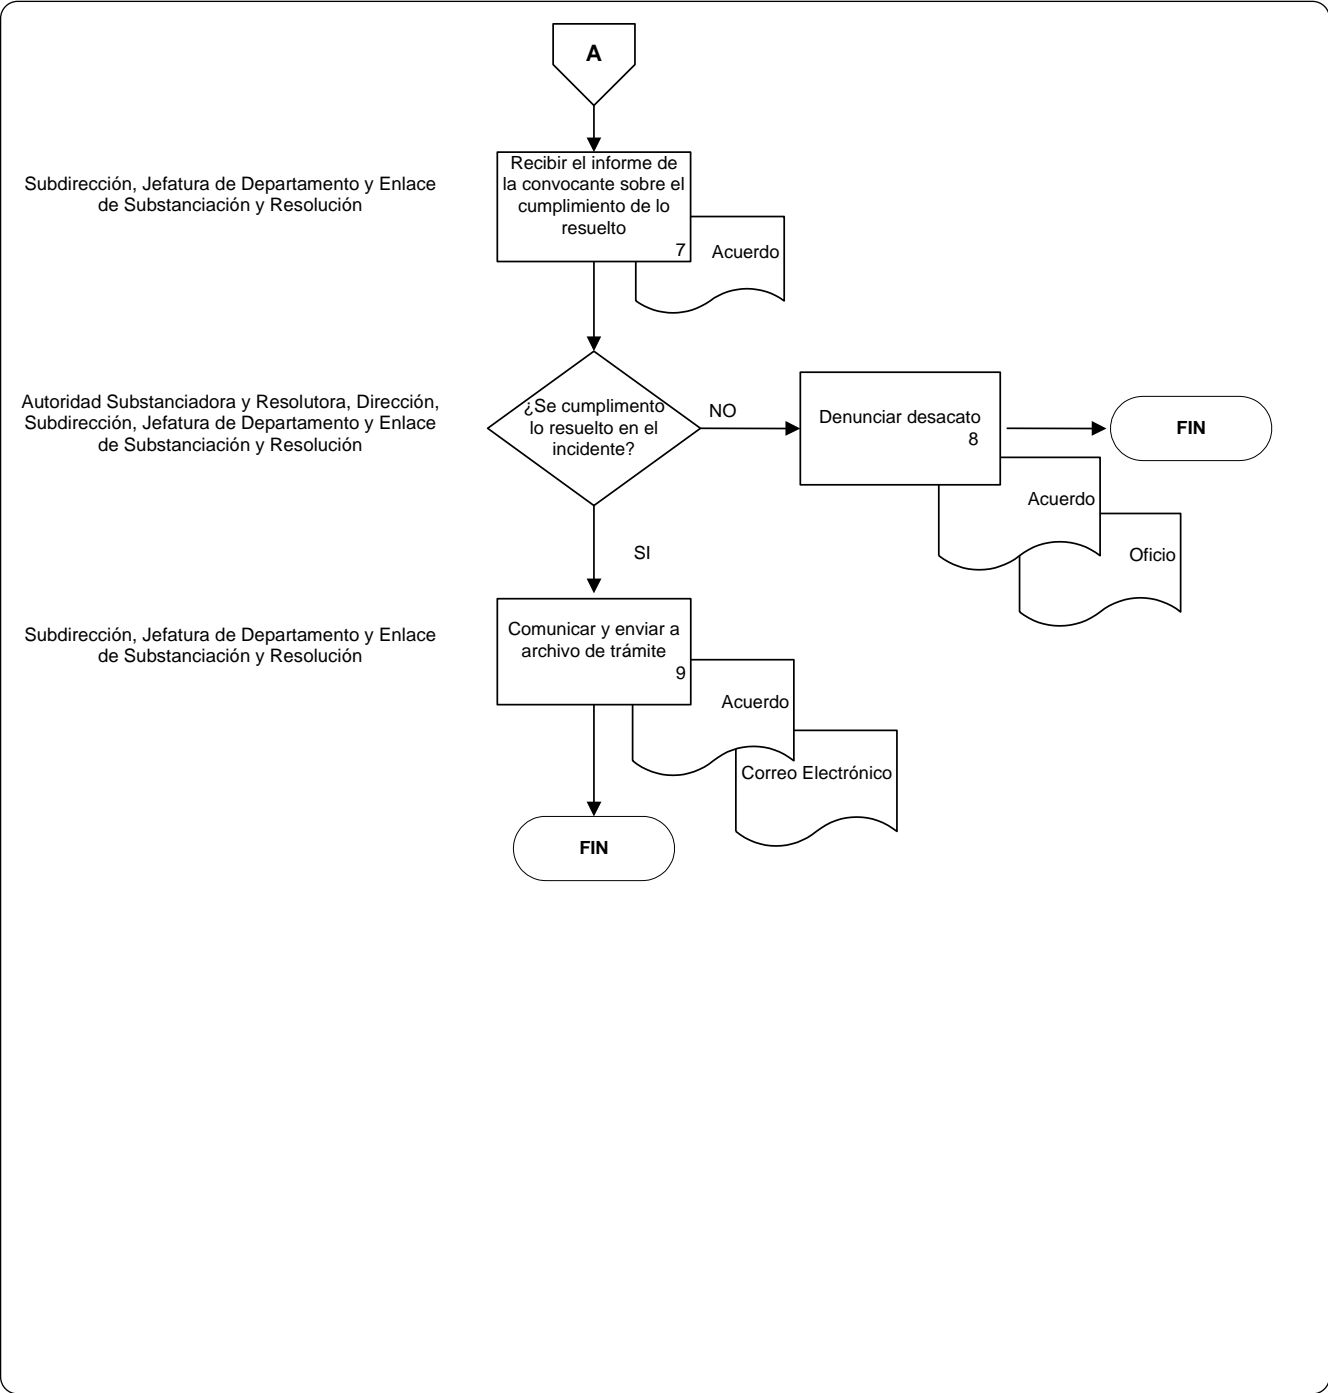 A
Subdirección, Jefatura de Departamento y Enlace
de Substanciación y Resolución
Recibir el informe de
la convocante sobre el
cumplimiento de lo
resuelto
7
Acuerdo
Autoridad Substanciadora y Resolutora, Dirección,
Subdirección, Jefatura de Departamento y Enlace
de Substanciación y Resolución
¿Se cumplimento
lo resuelto en el
incidente?
NO
Denunciar desacato
8
FIN
Acuerdo
Oficio
SI
Subdirección, Jefatura de Departamento y Enlace
de Substanciación y Resolución
Comunicar y enviar a
archivo de trámite
9
Acuerdo
Correo Electrónico
FIN